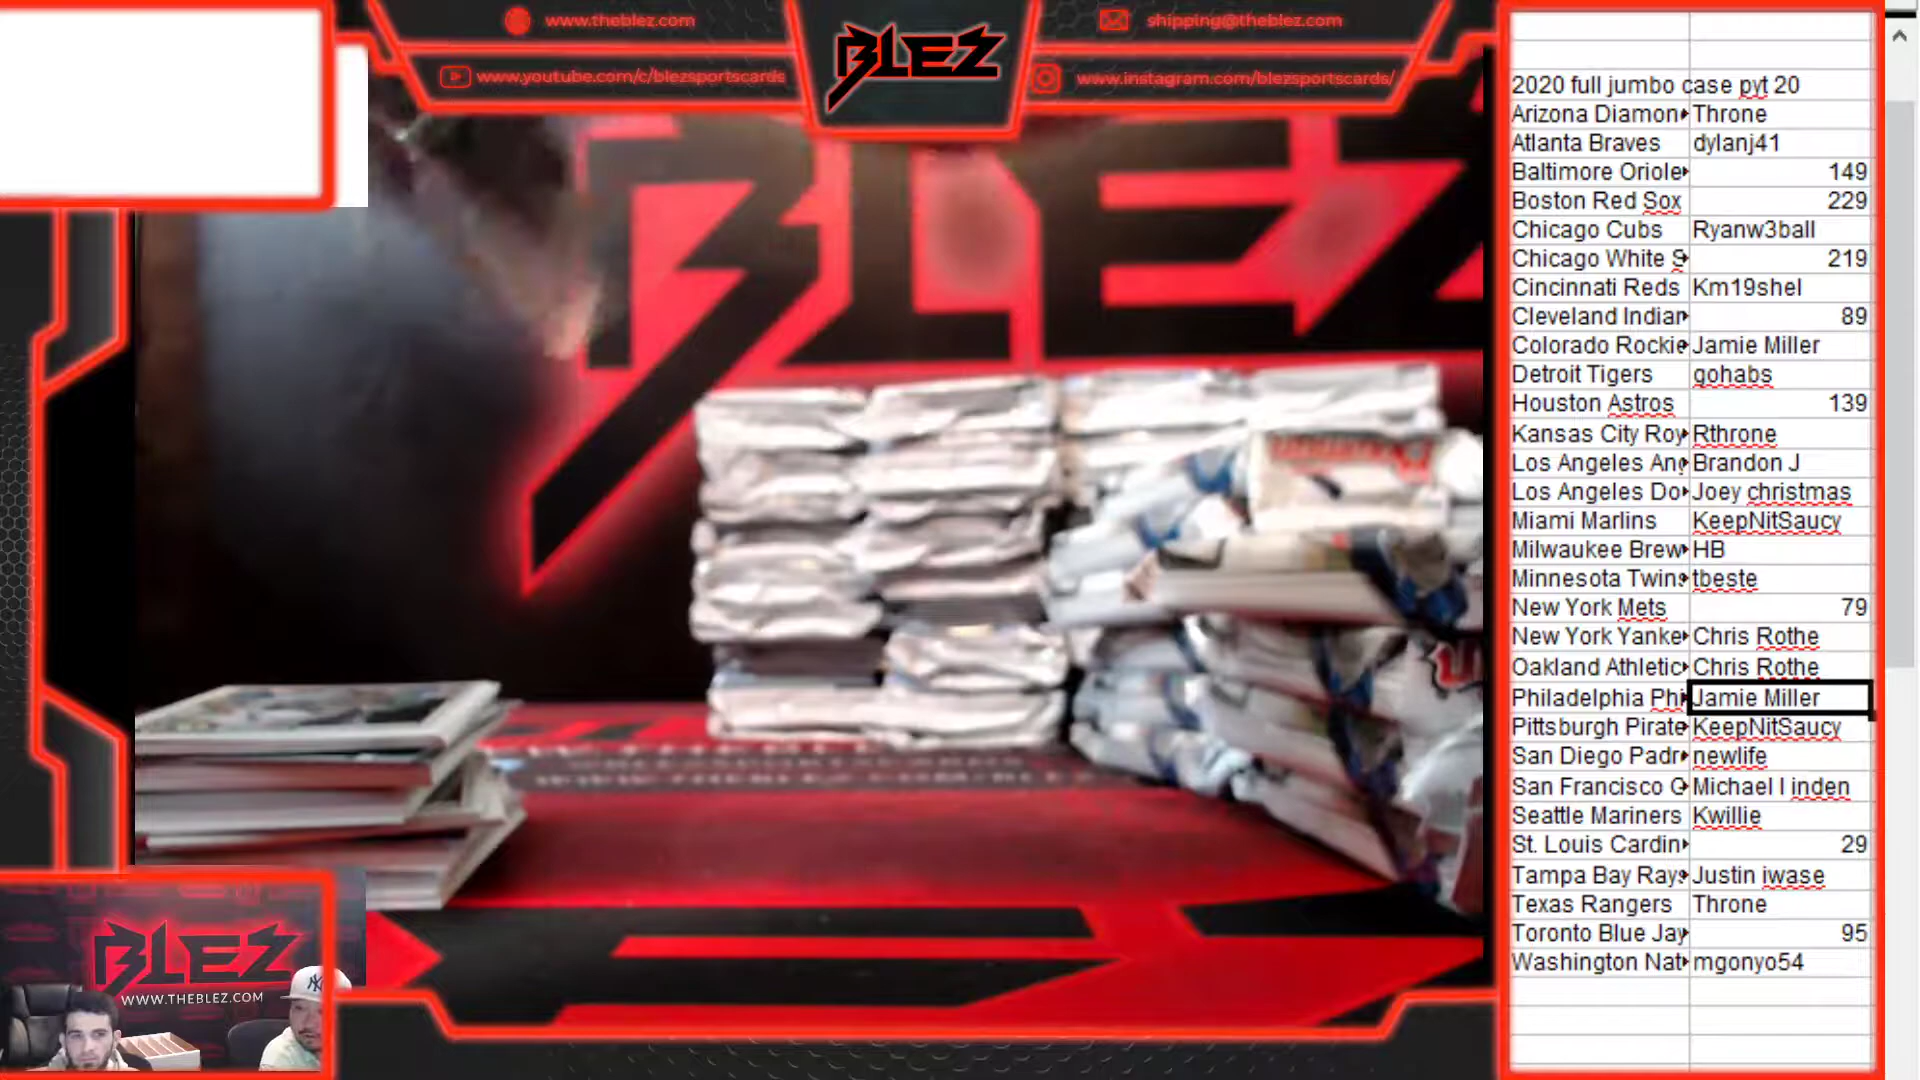 www.theblez.com
www.youtube.com/c/blezsportscards
BLEZ
shipping@theblez.com
www.instagram.com/blezsportscards/
BLEZ
BLEZ
WWW.THEBLEZ.COM
2020 full jumbo case pyt 20
Arizona Diamon Throne
Atlanta Braves dylanj41
Baltimore Oriole 149
Boston Red Sox 229
Chicago Cubs Ryanw3ball
Chicago White S 219
Cincinnati Reds Km19shel
Cleveland Indian 89
Colorado Rockie Jamie Miller
Detroit Tigers gohabs
Houston Astros 139
Kansas City Roy Rthrone
Los Angeles Ang Brandon J
Los Angeles Do Joey christmas
Miami Marlins KeepNitSaucy
Milwaukee Brew HB
Minnesota Twins tbeste
New York Mets 79
New York Yanke Chris Rothe
Oakland Athletic Chris Rothe
Philadelphia Phi Jamie Miller
Pittsburgh Pirate KeepNitSaucy
San Diego Padr newlife
San Francisco G Michael l inden
Seattle Mariners Kwillie
St. Louis Cardin 29
Tampa Bay Rays Justin iwase
Texas Rangers Throne
Toronto Blue Jay 95
Washington Nat mgonyo54